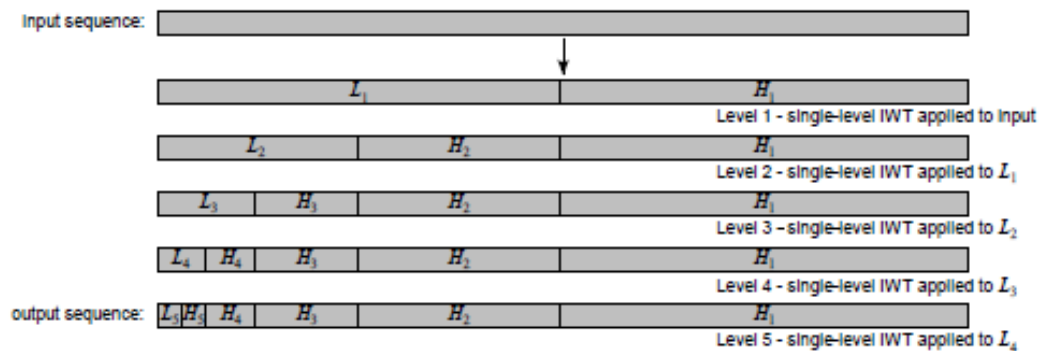 Input sequence:
L₁ H₁
Level 1 - single-level IWT applied to input
L₂ H₂ H₁
Level 2 - single-level IWT applied to L₁
L₃ H₃ H₂ H₁
Level 3 - single-level IWT applied to L₂
L₄ H₄ H₃ H₂ H₁
Level 4 - single-level IWT applied to L₃
output sequence: L₅ H₅ H₄ H₃ H₂ H₁
Level 5 - single-level IWT applied to L₄